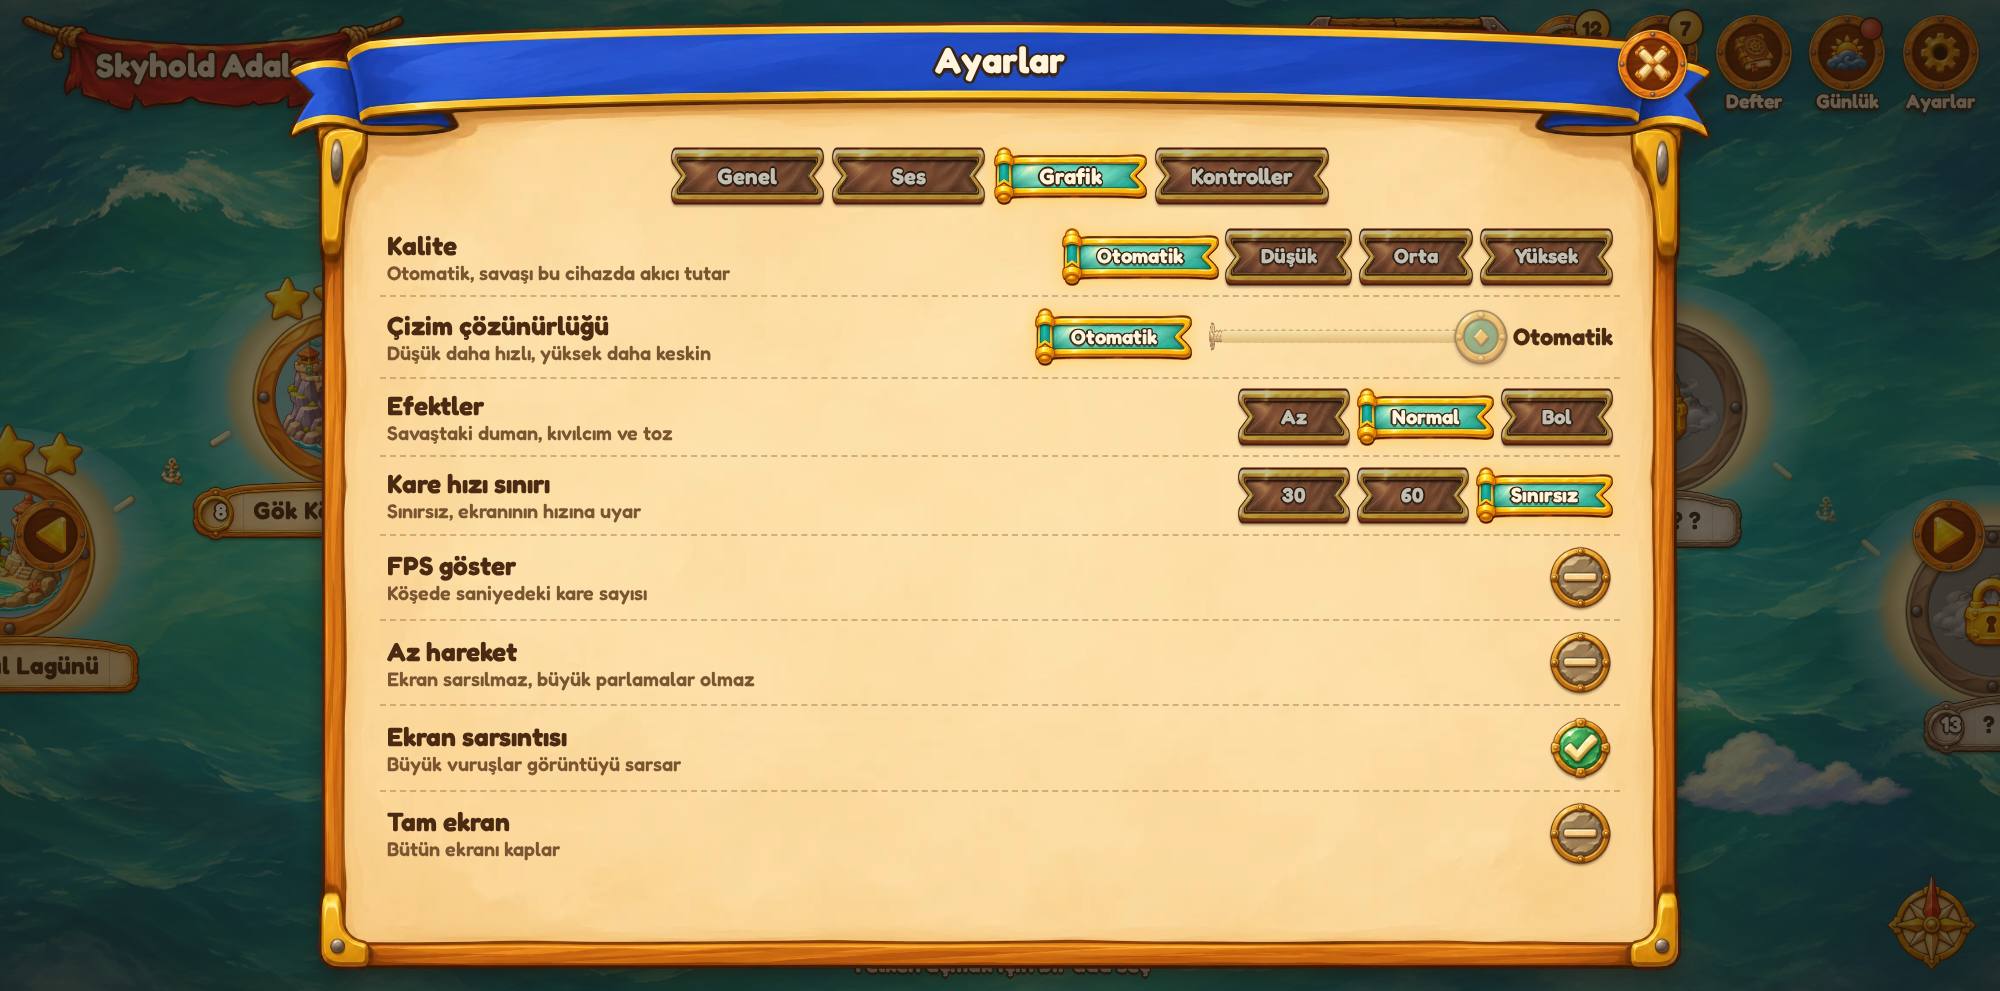 Skyhold Adal
Ayarlar
12
7
Defter
Günlük
Ayarlar
Genel
Ses
Grafik
Kontroller
Kalite
Otomatik, savaşı bu cihazda akıcı tutar
Otomatik
Düşük
Orta
Yüksek
Çizim çözünürlüğü
Düşük daha hızlı, yüksek daha keskin
Otomatik
Otomatik
Efektler
Savaştaki duman, kıvılcım ve toz
Az
Normal
Bol
Kare hızı sınırı
Sınırsız, ekranının hızına uyar
30
60
Sınırsız
8
Gök K
? ?
FPS göster
Köşede saniyedeki kare sayısı
Az hareket
Ekran sarsılmaz, büyük parlamalar olmaz
Lagünü
Ekran sarsıntısı
Büyük vuruşlar görüntüyü sarsar
13
?
Tam ekran
Bütün ekranı kaplar